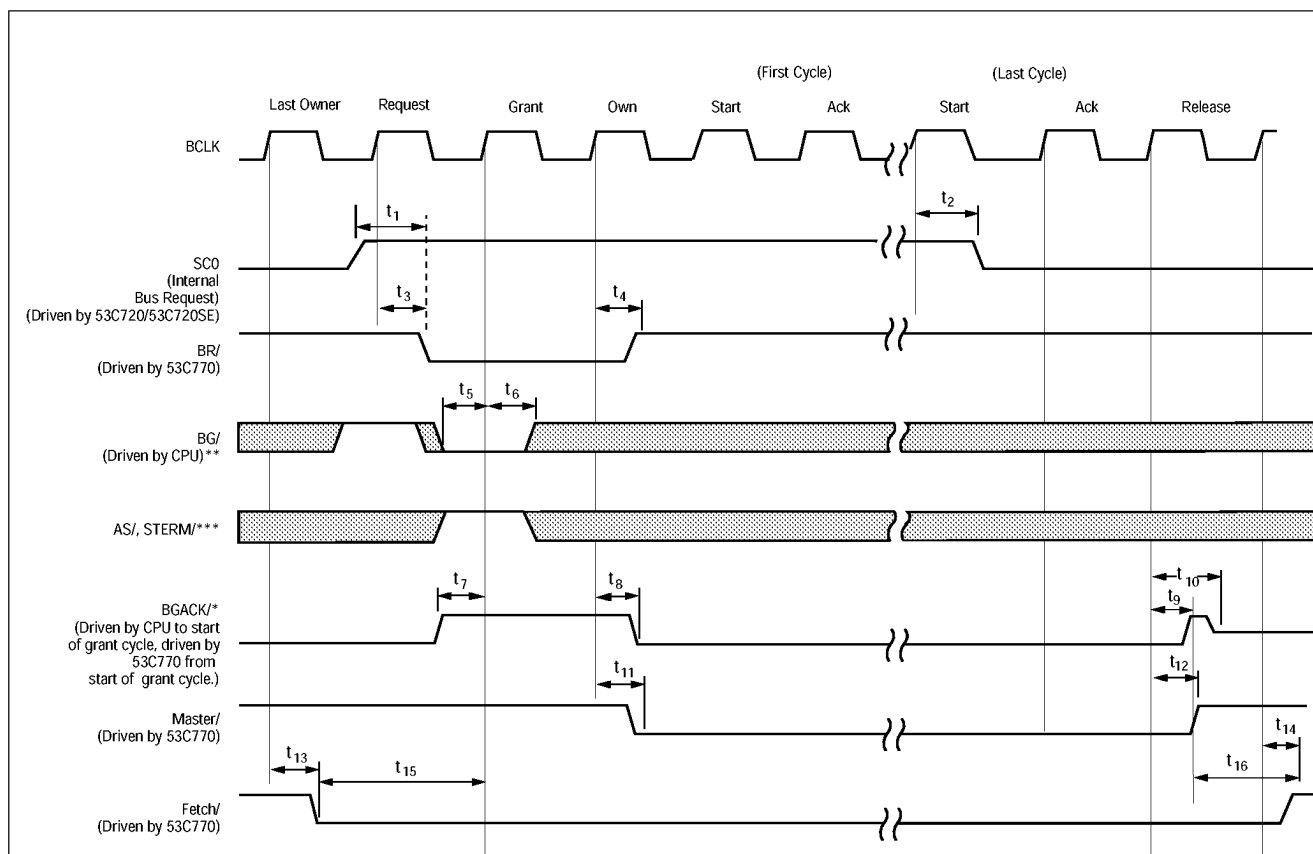 (First Cycle)
(Last Cycle)
Last Owner
Request
Grant
Own
Start
Ack
Start
Ack
Release
BCLK
t1
t2
SC0
(Internal
Bus Request)
(Driven by 53C720/53C720SE)
t3
t4
BR/
(Driven by 53C770)
t5
t6
BG/
(Driven by CPU)**
AS/, STERM/***
t7
t8
t9
t10
BGACK/*
(Driven by CPU to start
of grant cycle, driven by
53C770 from
start of grant cycle.)
t11
t12
Master/
(Driven by 53C770)
t13
t15
t14
t16
Fetch/
(Driven by 53C770)